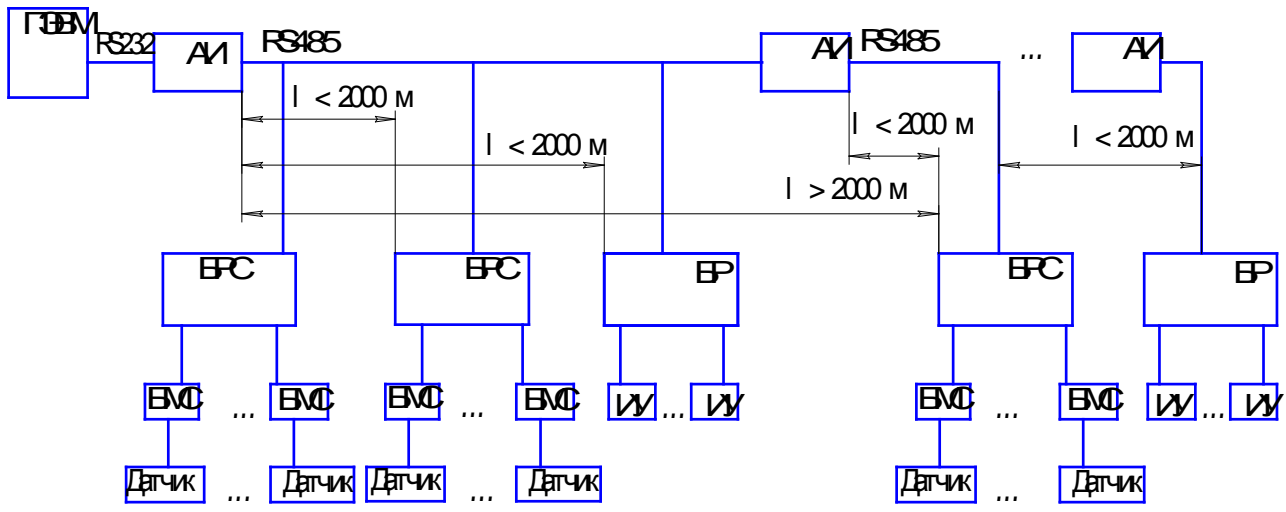 ПЭВМ RS232 АИ RS485 АИ RS485 ... АИ
l < 2000 м
l < 2000 м
l < 2000 м
l < 2000 м
l > 2000 м
БРС БРС БР БРС БР
БМС ... БМС БМС ... БМС ИУ ... ИУ БМС ... БМС ИУ ... ИУ
Датчик ... Датчик Датчик ... Датчик Датчик ... Датчик